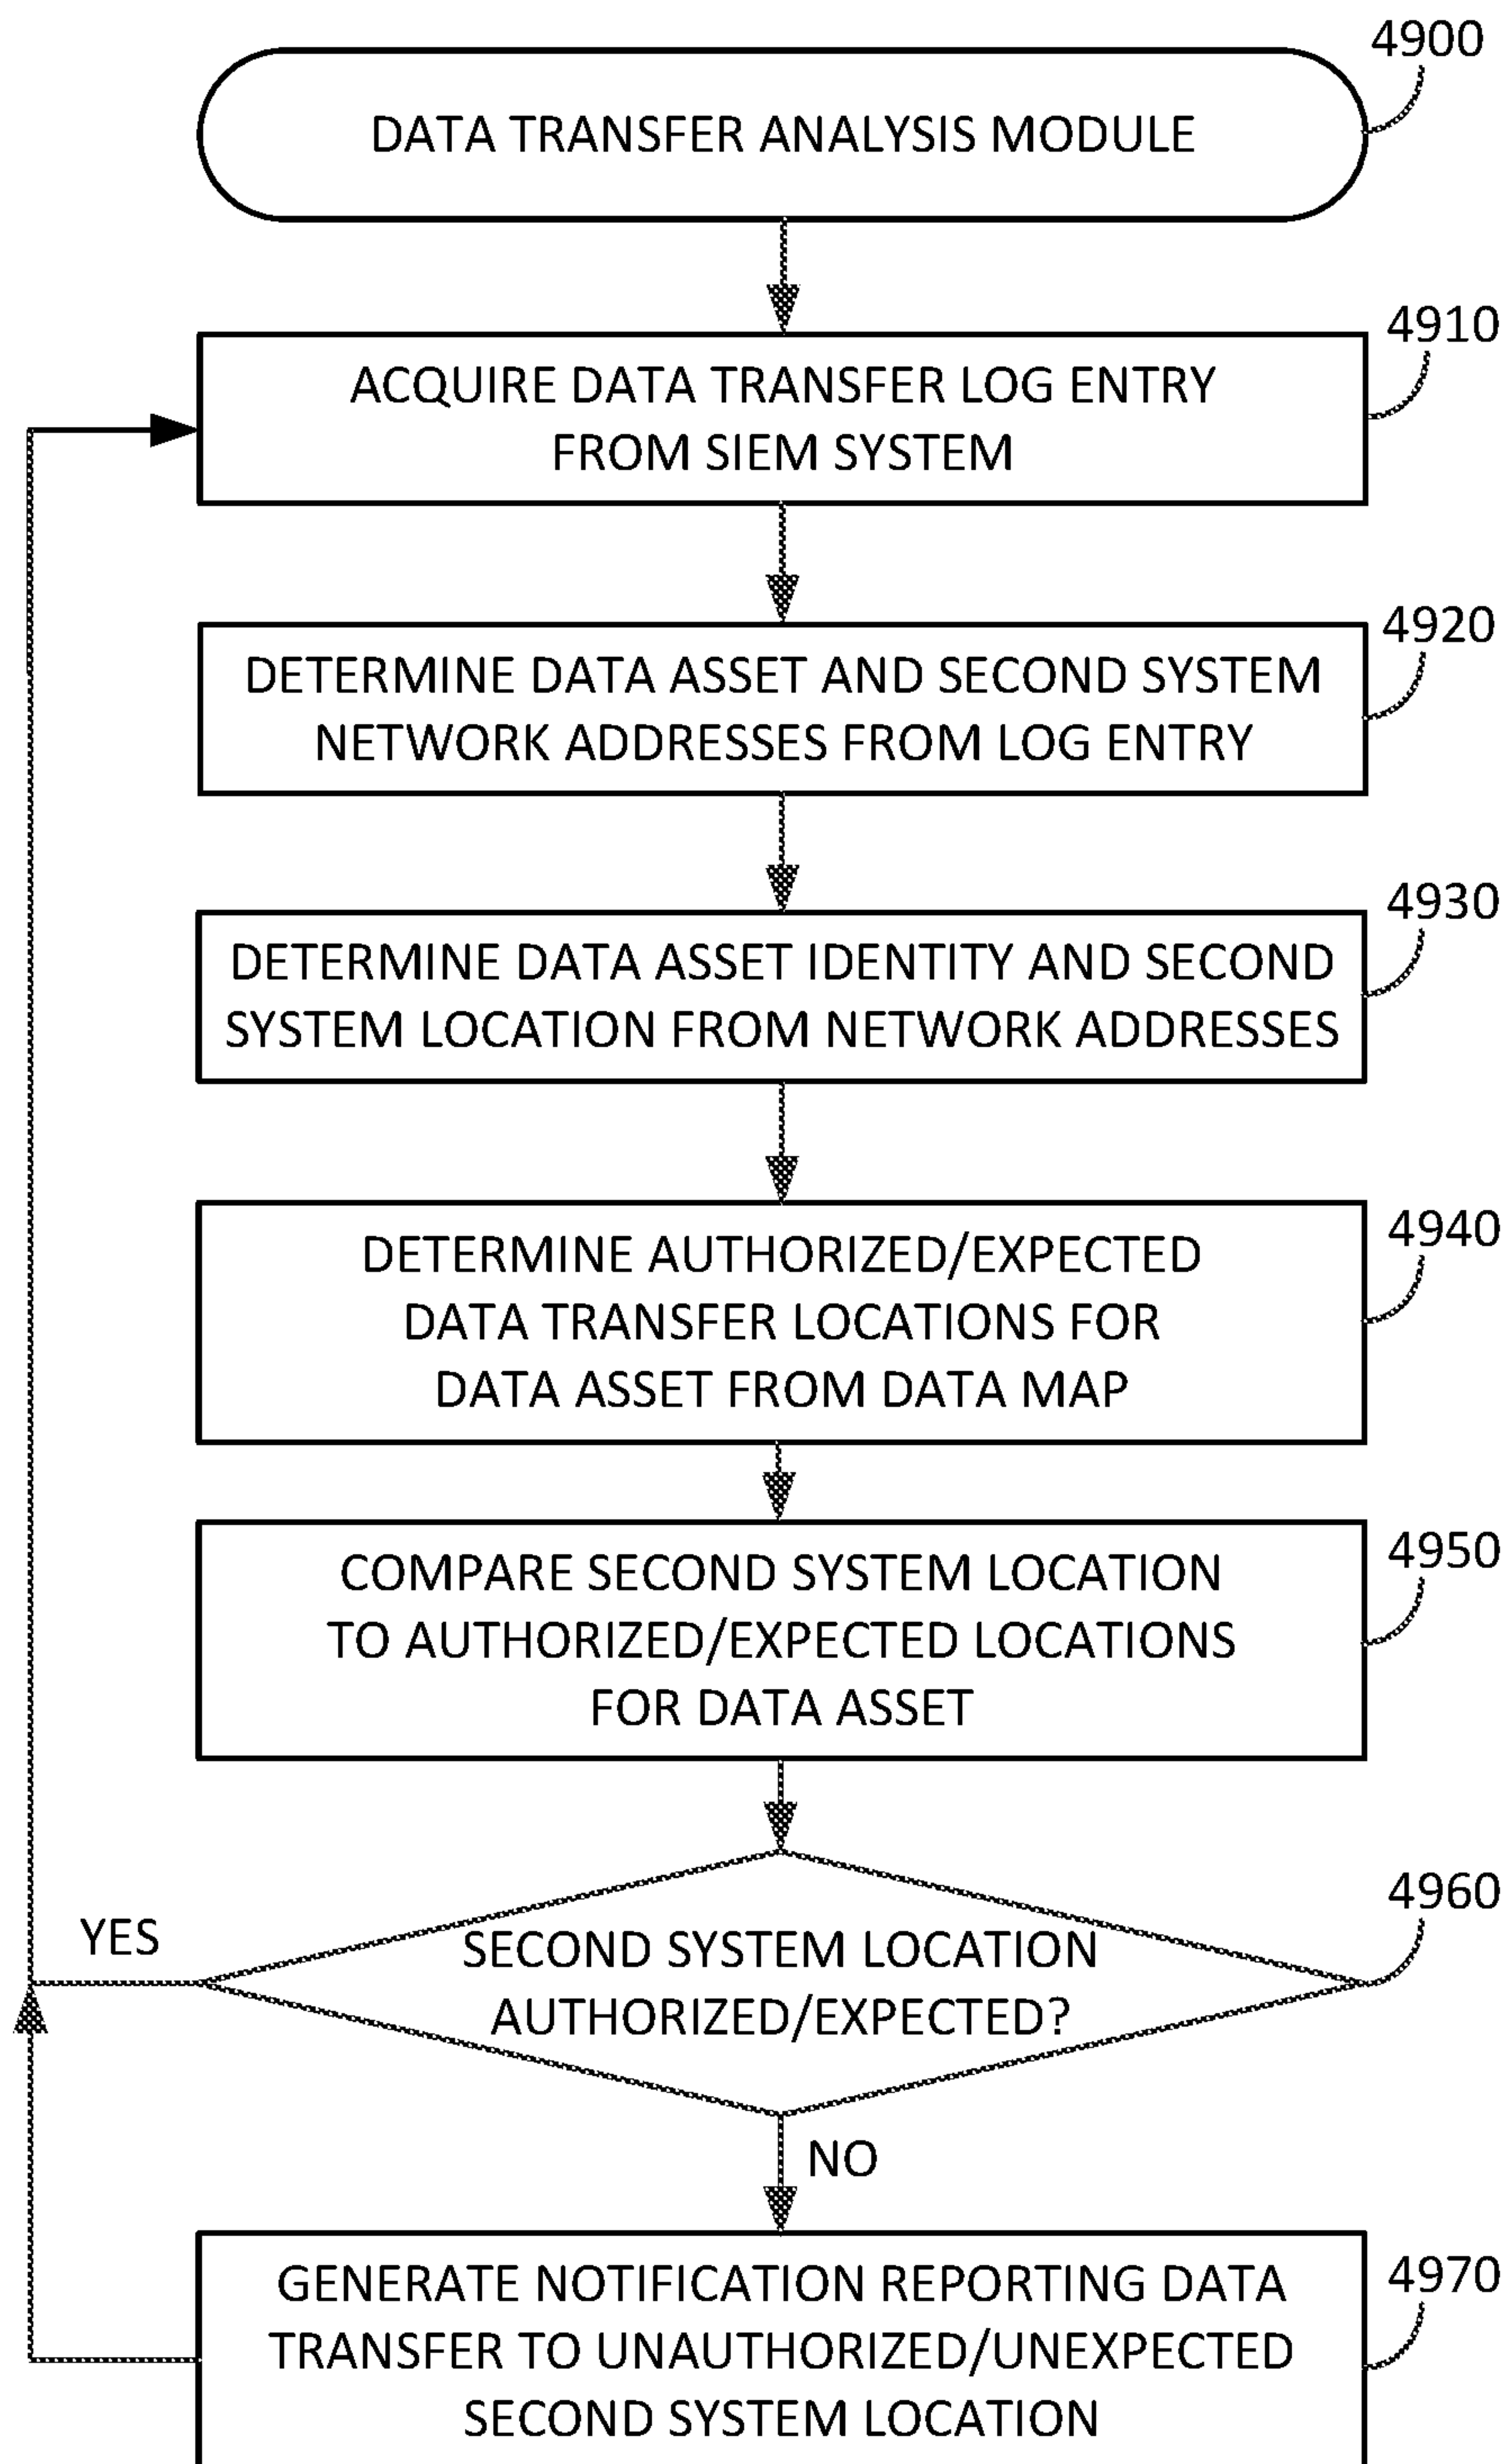 4900
DATA TRANSFER ANALYSIS MODULE
4910
ACQUIRE DATA TRANSFER LOG ENTRY
FROM SIEM SYSTEM
4920
DETERMINE DATA ASSET AND SECOND SYSTEM
NETWORK ADDRESSES FROM LOG ENTRY
4930
DETERMINE DATA ASSET IDENTITY AND SECOND
SYSTEM LOCATION FROM NETWORK ADDRESSES
4940
DETERMINE AUTHORIZED/EXPECTED
DATA TRANSFER LOCATIONS FOR
DATA ASSET FROM DATA MAP
4950
COMPARE SECOND SYSTEM LOCATION
TO AUTHORIZED/EXPECTED LOCATIONS
FOR DATA ASSET
4960
YES
SECOND SYSTEM LOCATION
AUTHORIZED/EXPECTED?
NO
4970
GENERATE NOTIFICATION REPORTING DATA
TRANSFER TO UNAUTHORIZED/UNEXPECTED
SECOND SYSTEM LOCATION